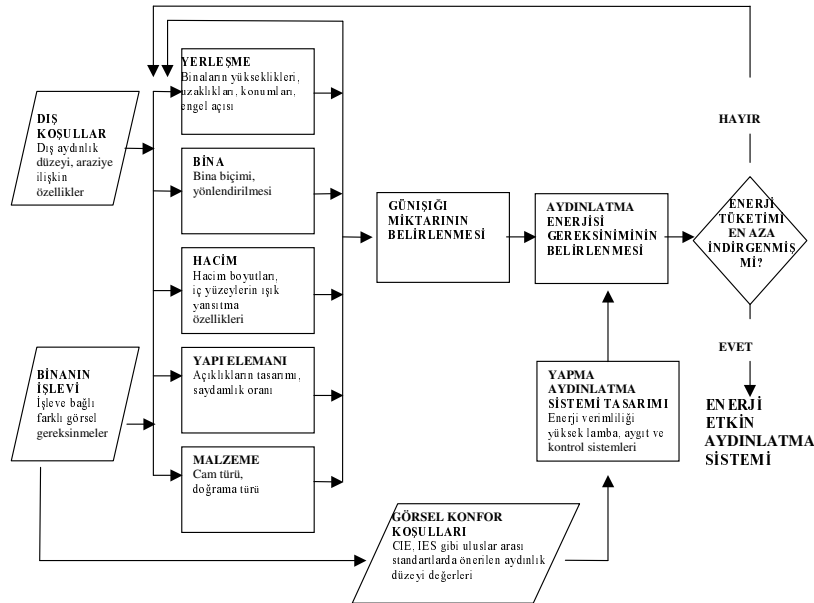 DIŞ
KOŞULLAR
Dış aydınlık
düzeyi, araziye
ilişkin
özellikler
BİNANIN
İŞLEVİ
İşleve bağlı
farklı görsel
gereksinmeler
YERLEŞME
Binaların yükseklikleri,
uzaklıkları, konumları,
engel açısı
BİNA
Bina biçimi,
yönlendirilmesi
HACİM
Hacim boyutları,
iç yüzeylerin ışık
yansıtma
özellikleri
YAPI ELEMANI
Açıklıkların tasarımı,
saydamlık oranı
MALZEME
Cam türü,
doğrama türü
GÜNIŞIĞI
MİKTARININ
BELİRLENMESİ
AYDINLATMA
ENERJİSİ
GEREKSİNİMİNİN
BELİRLENMESİ
YAPMA
AYDINLATMA
SİSTEMİ TASARIMI
Enerji verimliliği
yüksek lamba, aygıt ve
kontrol sistemleri
GÖRSEL KONFOR
KOŞULLARI
CIE, IES gibi uluslar arası
standartlarda önerilen aydınlık
düzeyi değerleri
HAYIR
ENERJİ
TÜKETİMİ
EN AZA
İNDİRGENMİŞ
Mİ?
EVET
ENERJİ
ETKİN
AYDINLATMA
SİSTEMİ